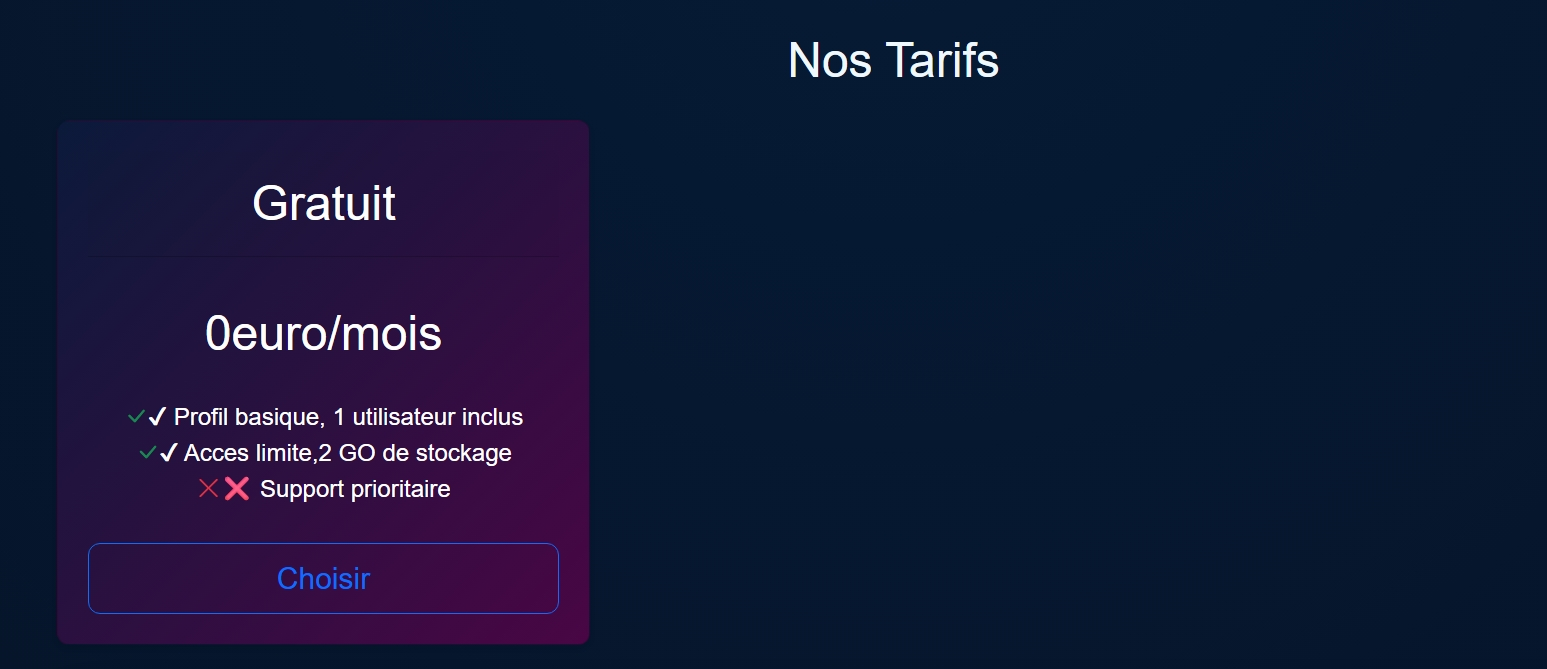 Nos Tarifs
Gratuit
0euro/mois
✓✔ Profil basique, 1 utilisateur inclus
✓✔ Acces limite,2 GO de stockage
✕❌ Support prioritaire
Choisir